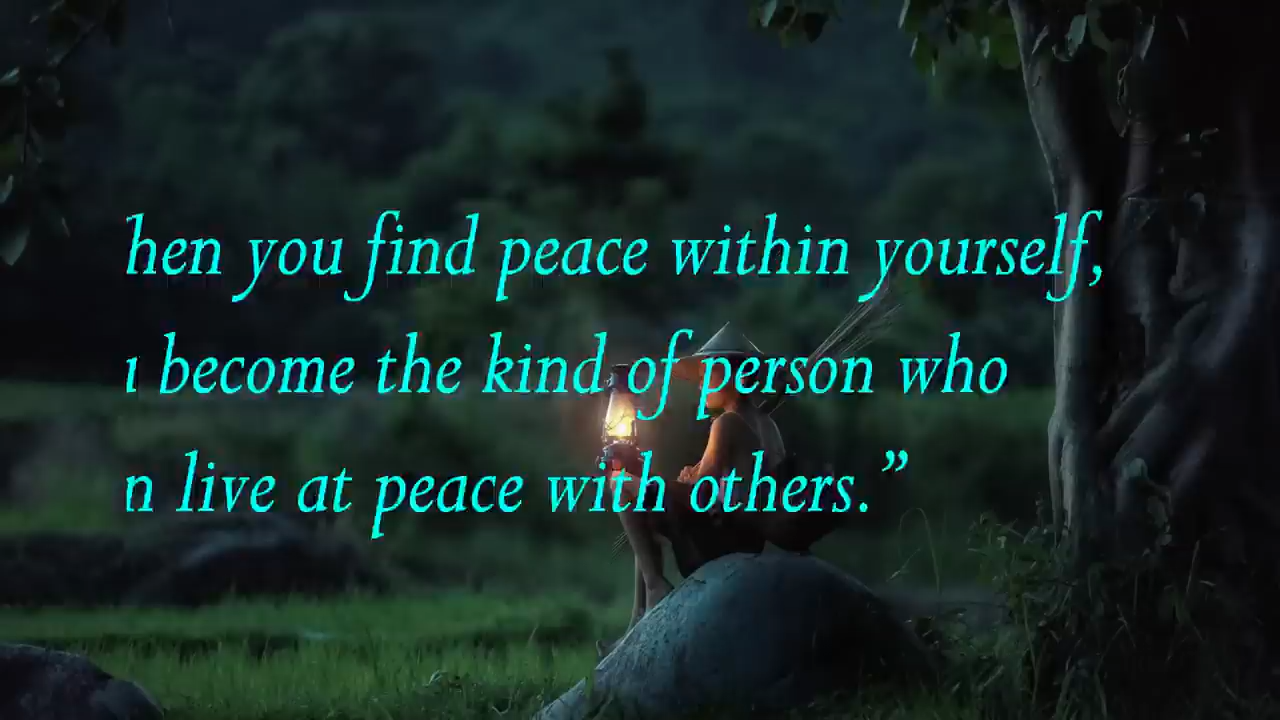 hen you find peace within yourself,
become the kind of person who
n live at peace with others.”